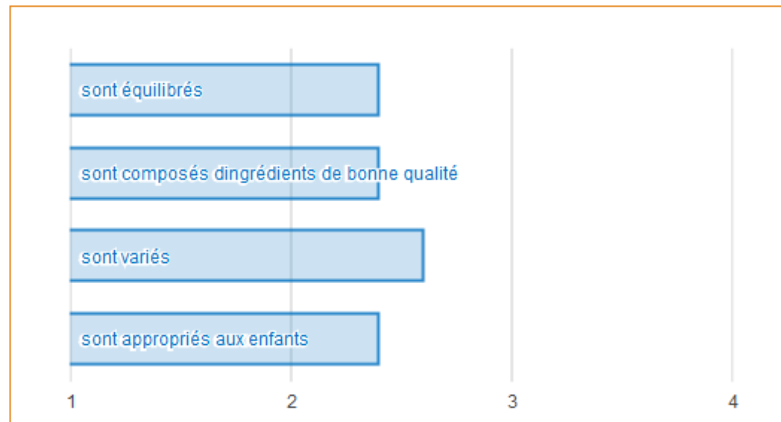 sont équilibrés
sont composés dingrédients de bonne qualité
sont variés
sont appropriés aux enfants
1 2 3 4